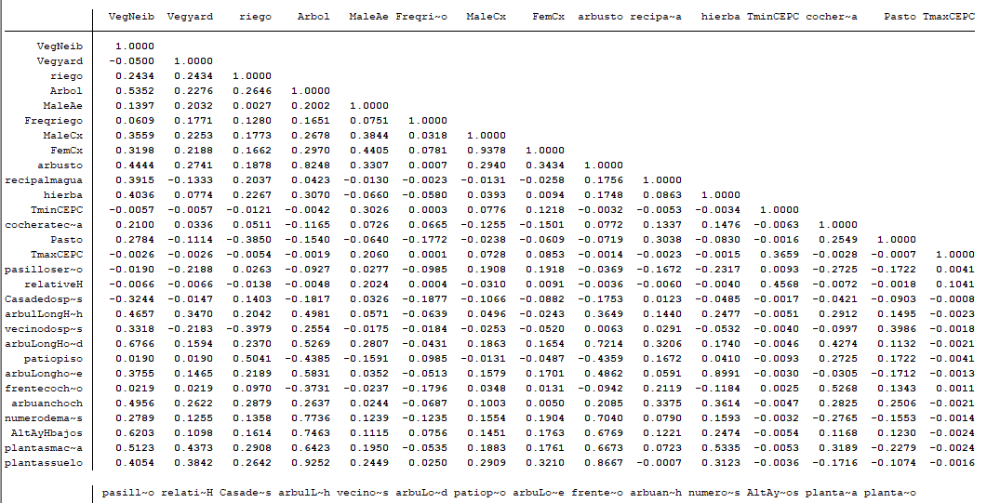 VegNeib Vegyard riego Arbol MaleAe Freqri~o MaleCx FemCx arbusto recipa~a hierba TminCEPC cocher~a Pasto TmaxCEPC
VegNeib 1.0000
Vegyard -0.0500 1.0000
riego 0.2434 0.2434 1.0000
Arbol 0.5352 0.2276 0.2646 1.0000
MaleAe 0.1397 0.2032 0.0027 0.2002 1.0000
Freqriego 0.0609 0.1771 0.1280 0.1651 0.0751 1.0000
MaleCx 0.3559 0.2253 0.1773 0.2678 0.3844 0.0318 1.0000
FemCx 0.3198 0.2188 0.1662 0.2970 0.4405 0.0781 0.9378 1.0000
arbusto 0.4444 0.2741 0.1878 0.8248 0.3307 0.0007 0.2940 0.3434 1.0000
recipalmagua 0.3915 -0.1333 0.2037 0.0423 -0.0130 -0.0023 -0.0131 -0.0258 0.1756 1.0000
hierba 0.4036 0.0774 0.2267 0.3070 -0.0660 -0.0580 0.0393 0.0094 0.1748 0.0863 1.0000
TminCEPC -0.0057 -0.0057 -0.0121 -0.0042 0.3026 0.0003 0.0776 0.1218 -0.0032 -0.0053 -0.0034 1.0000
cocheratec~a 0.2100 0.0336 0.0511 -0.1165 0.0726 0.0665 -0.1255 -0.1501 0.0772 0.1337 0.1476 -0.0063 1.0000
Pasto 0.2784 -0.1114 -0.3850 -0.1540 -0.0640 -0.1772 -0.0238 -0.0609 -0.0719 0.3038 -0.0830 -0.0016 0.2549 1.0000
TmaxCEPC -0.0026 -0.0026 -0.0054 -0.0019 0.2060 0.0001 0.0728 0.0853 -0.0014 -0.0023 -0.0015 0.3659 -0.0028 -0.0007 1.0000
pasilloser~o -0.0190 -0.2188 0.0263 -0.0927 0.0277 -0.0985 0.1908 0.1918 -0.0369 -0.1672 -0.2317 0.0093 -0.2725 -0.1722 0.0041
relativeH -0.0066 -0.0066 -0.0138 -0.0048 0.2024 0.0004 -0.0310 0.0091 -0.0036 -0.0060 -0.0040 0.4568 -0.0072 -0.0018 0.1041
Casadedosp~s -0.3244 -0.0147 0.1403 -0.1817 0.0326 -0.1877 -0.1066 -0.0882 -0.1753 0.0123 -0.0485 -0.0017 -0.0421 -0.0903 -0.0008
arbulLongH~h 0.4657 0.3470 0.2042 0.4981 0.0571 -0.0639 0.0496 -0.0243 0.3649 0.1440 0.2477 -0.0051 0.2912 0.1495 -0.0023
vecinodosp~s 0.3318 -0.2183 -0.3979 0.2554 -0.0175 -0.0184 -0.0253 -0.0520 0.0063 0.0291 -0.0532 -0.0040 -0.0997 0.3986 -0.0018
arbuLongHo~d 0.6766 0.1594 0.2370 0.5269 0.2807 -0.0431 0.1863 0.1654 0.7214 0.3206 0.1740 -0.0046 0.4274 0.1132 -0.0021
patiopiso 0.0190 0.0190 0.5041 -0.4385 -0.1591 0.0985 -0.0131 -0.0487 -0.4359 0.1672 0.0410 -0.0093 0.2725 0.1722 -0.0041
arbuLongho~e 0.3755 0.1465 0.2189 0.5831 0.0352 -0.0513 0.1579 0.1701 0.4862 0.0591 0.8991 -0.0030 -0.0305 -0.1712 -0.0013
frentecoch~o 0.0219 0.0219 0.0970 -0.3731 -0.0237 -0.1796 0.0348 0.0131 -0.0942 0.2119 -0.1184 0.0025 0.5268 0.1343 0.0011
arbuanchoch 0.4956 0.2622 0.2879 0.2637 0.0244 -0.0687 0.1003 0.0050 0.2085 0.3375 0.3614 -0.0047 0.2825 0.2506 -0.0021
numerodema~s 0.2789 0.1255 0.1358 0.7736 0.1239 -0.1235 0.1554 0.1904 0.7040 0.0790 0.1593 -0.0032 -0.2765 -0.1553 -0.0014
AltAyHbajos 0.6203 0.1098 0.1614 0.7463 0.1115 0.0756 0.1451 0.1763 0.6769 0.1221 0.2474 -0.0054 0.1168 0.1230 -0.0024
plantasmac~a 0.5123 0.4373 0.2908 0.6423 0.1950 -0.0535 0.1883 0.1761 0.6673 0.0723 0.5335 -0.0053 0.3189 -0.2279 -0.0024
plantassuelo 0.4054 0.3842 0.2642 0.9252 0.2449 0.0250 0.2909 0.3210 0.8667 -0.0007 0.3123 -0.0036 -0.1716 -0.1074 -0.0016
pasill~o relati~H Casade~s arbulL~h vecino~s arbuLo~d patiop~o arbuLo~e frente~o arbuan~h numero~s AltAy~os planta~a planta~o